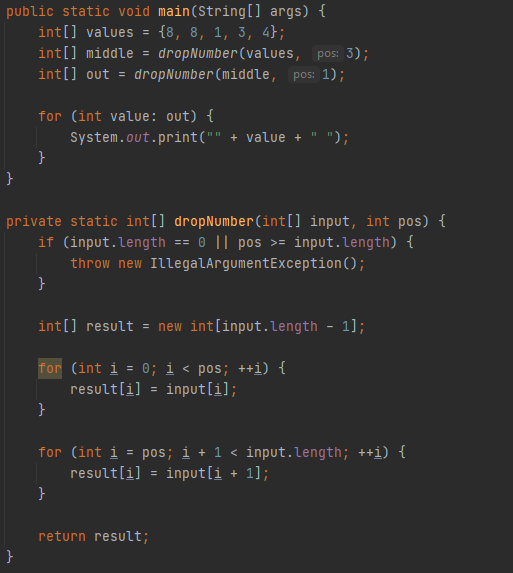 public static void main(String[] args) {
    int[] values = {8, 8, 1, 3, 4};
    int[] middle = dropNumber(values, pos: 3);
    int[] out = dropNumber(middle, pos: 1);

    for (int value: out) {
        System.out.print("" + value + " ");
    }
}

private static int[] dropNumber(int[] input, int pos) {
    if (input.length == 0 || pos >= input.length) {
        throw new IllegalArgumentException();
    }

    int[] result = new int[input.length - 1];

    for (int i = 0; i < pos; ++i) {
        result[i] = input[i];
    }

    for (int i = pos; i + 1 < input.length; ++i) {
        result[i] = input[i + 1];
    }

    return result;
}